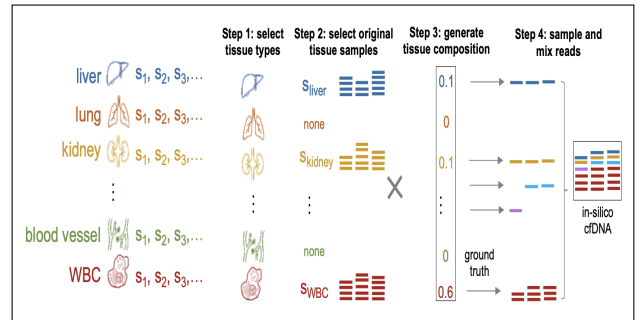 Step 1: select tissue types
Step 2: select original tissue samples
Step 3: generate tissue composition
Step 4: sample and mix reads
liver s1, s2, s3,... sliver 0.1
lung s1, s2, s3,... none 0
kidney s1, s2, s3,... skidney 0.1
in-silico cfDNA
blood vessel s1, s2, s3,... none 0
ground truth
WBC s1, s2, s3,... sWBC 0.6